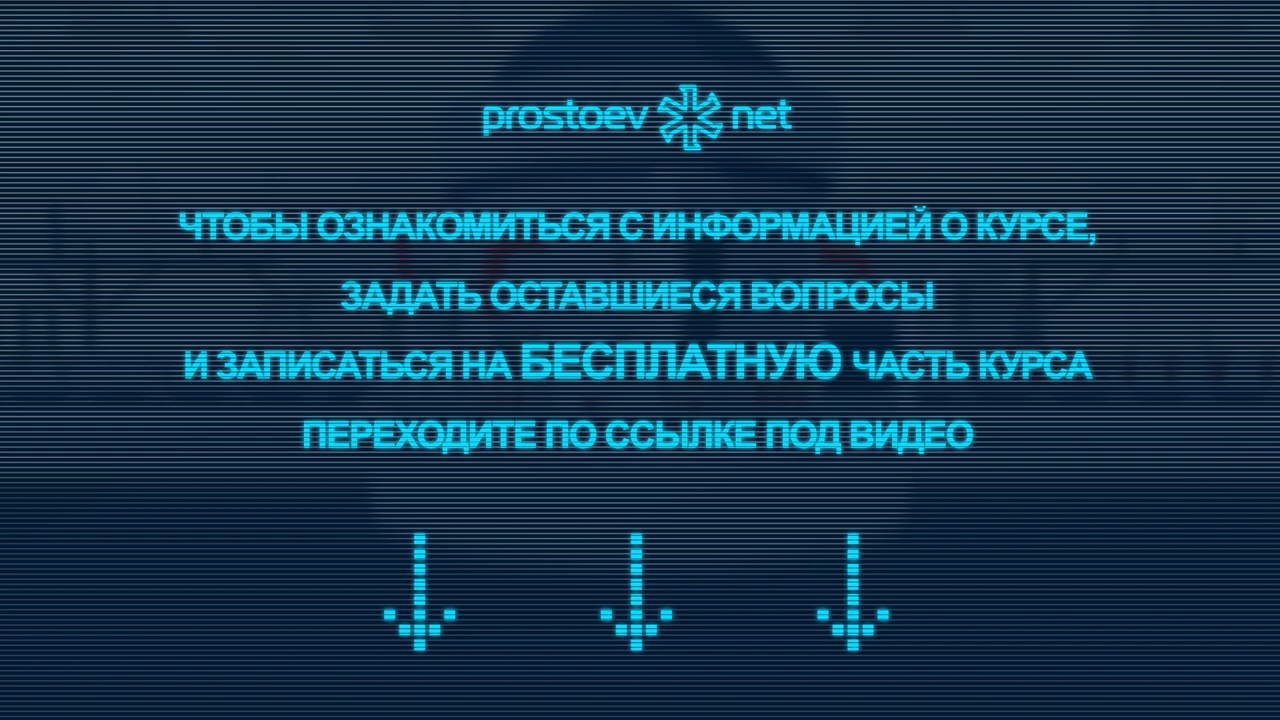 prostoev net
ЧТОБЫ ОЗНАКОМИТЬСЯ С ИНФОРМАЦИЕЙ О КУРСЕ,
ЗАДАТЬ ОСТАВШИЕСЯ ВОПРОСЫ
И ЗАПИСАТЬСЯ НА БЕСПЛАТНУЮ ЧАСТЬ КУРСА
ПЕРЕХОДИТЕ ПО ССЫЛКЕ ПОД ВИДЕО